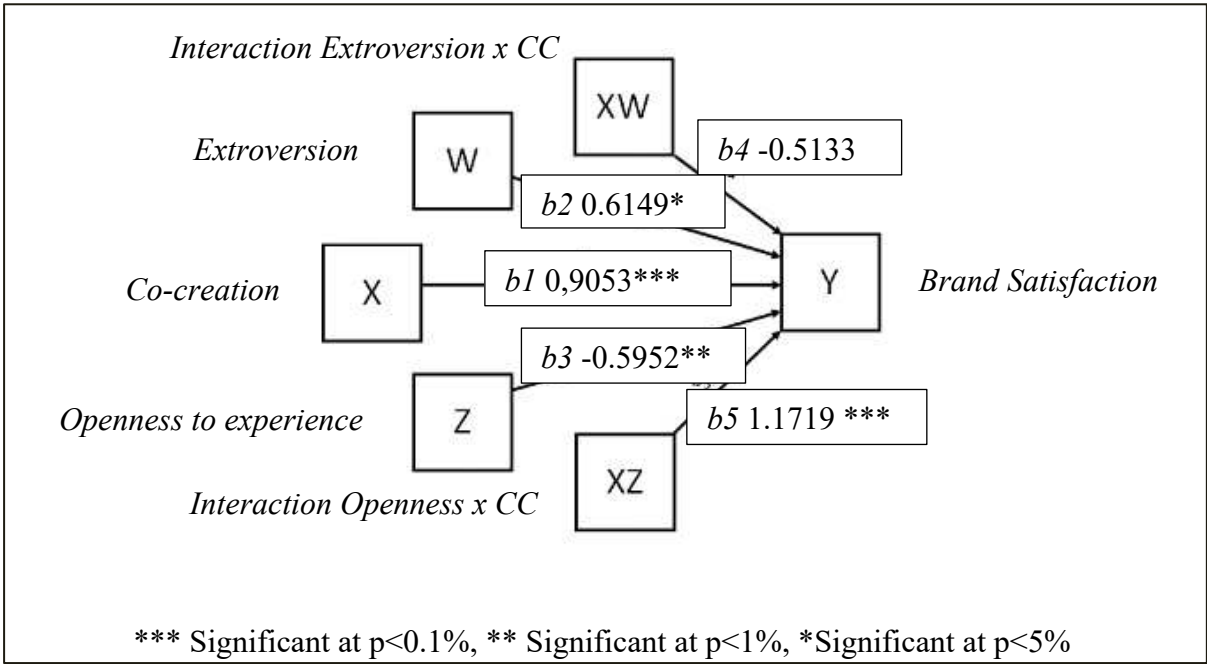 Interaction Extroversion x CC
XW
b4 -0.5133
Extroversion
W
b2 0.6149*
Co-creation
X
b1 0,9053***
Y
Brand Satisfaction
b3 -0.5952**
Openness to experience
Z
b5 1.1719 ***
XZ
Interaction Openness x CC
*** Significant at p<0.1%, ** Significant at p<1%, *Significant at p<5%